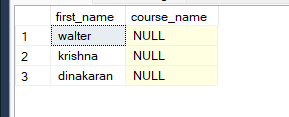 first_name course_name
1 walter NULL
2 krishna NULL
3 dinakaran NULL